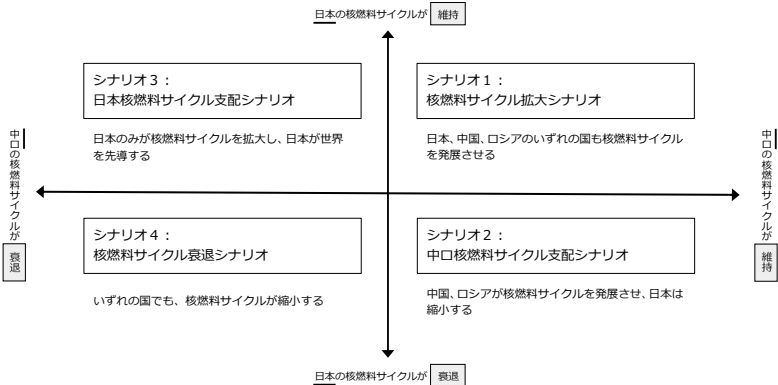 日本の核燃料サイクルが 維持
シナリオ３：
日本核燃料サイクル支配シナリオ
日本のみが核燃料サイクルを拡大し、日本が世界
を先導する
シナリオ１：
核燃料サイクル拡大シナリオ
日本、中国、ロシアのいずれの国も核燃料サイクル
を発展させる
中ロの核燃料サイクルが 衰退
中ロの核燃料サイクルが 維持
シナリオ４：
核燃料サイクル衰退シナリオ
いずれの国でも、核燃料サイクルが縮小する
シナリオ２：
中ロ核燃料サイクル支配シナリオ
中国、ロシアが核燃料サイクルを発展させ、日本は
縮小する
日本の核燃料サイクルが 衰退